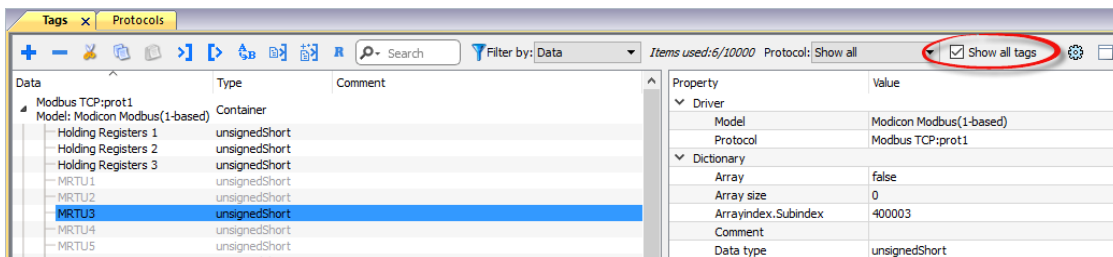 Tags x Protocols
Search Filter by: Data Items used:6/10000 Protocol: Show all Show all tags
Data Type Comment Property Value
Modbus TCP:prot1
Model: Modicon Modbus(1-based) Container
Driver
Model Modicon Modbus(1-based)
Holding Registers 1 unsignedShort
Protocol Modbus TCP:prot1
Holding Registers 2 unsignedShort
Dictionary
Holding Registers 3 unsignedShort
Array false
MRTU1 unsignedShort
Array size 0
MRTU2 unsignedShort
Arrayindex.Subindex 400003
MRTU3 unsignedShort
Comment
MRTU4 unsignedShort
Data type unsignedShort
MRTU5 unsignedShort